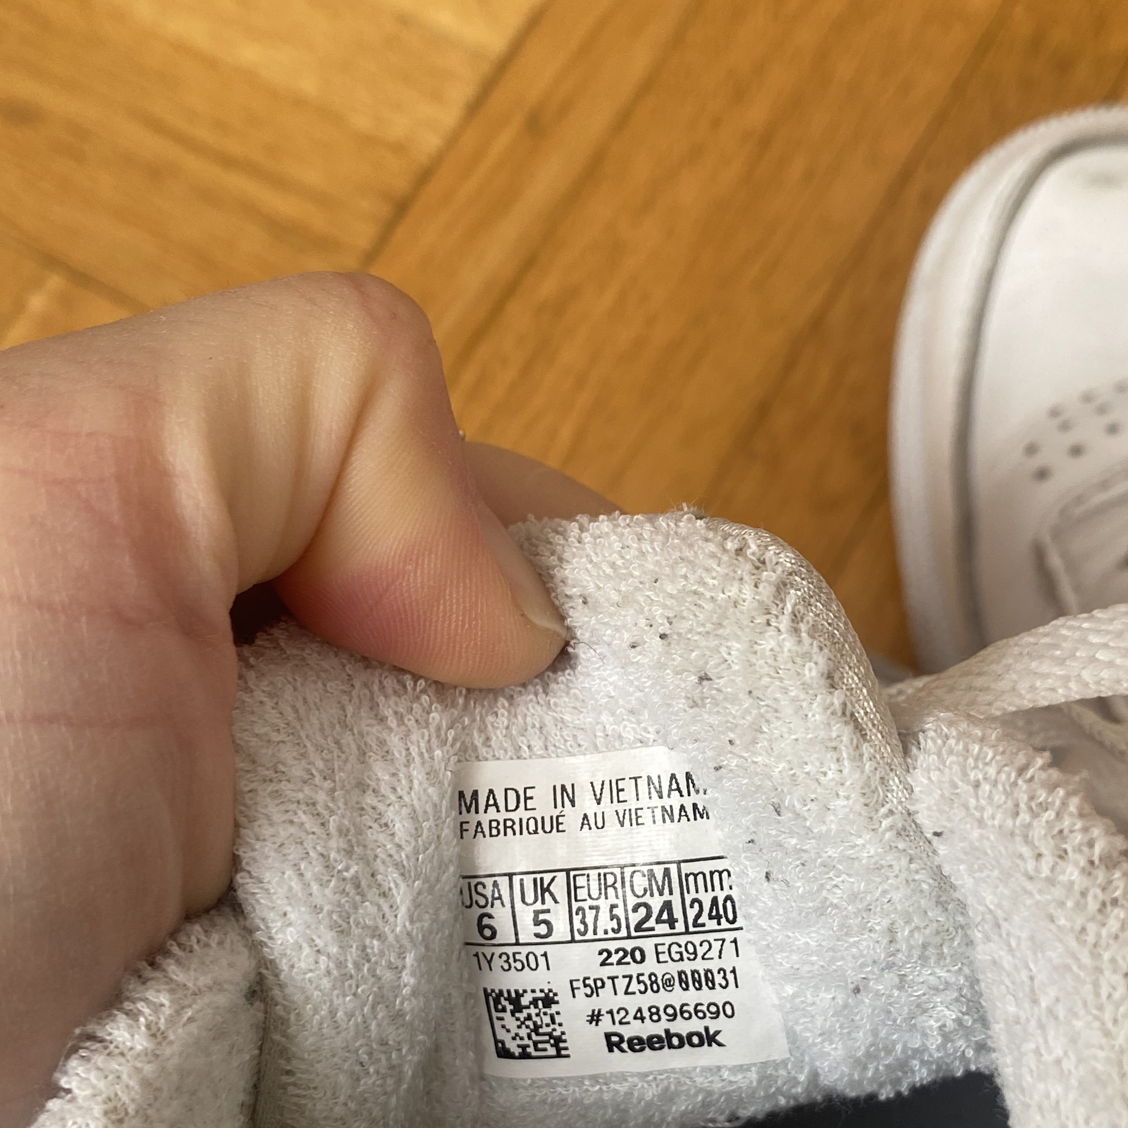 MADE IN VIETNAM
FABRIQUÉ AU VIETNAM
USA UK EUR CM mm
6 5 37.5 24 240
1Y3501 220 EG9271
F5PTZ58@00031
#124896690
Reebok